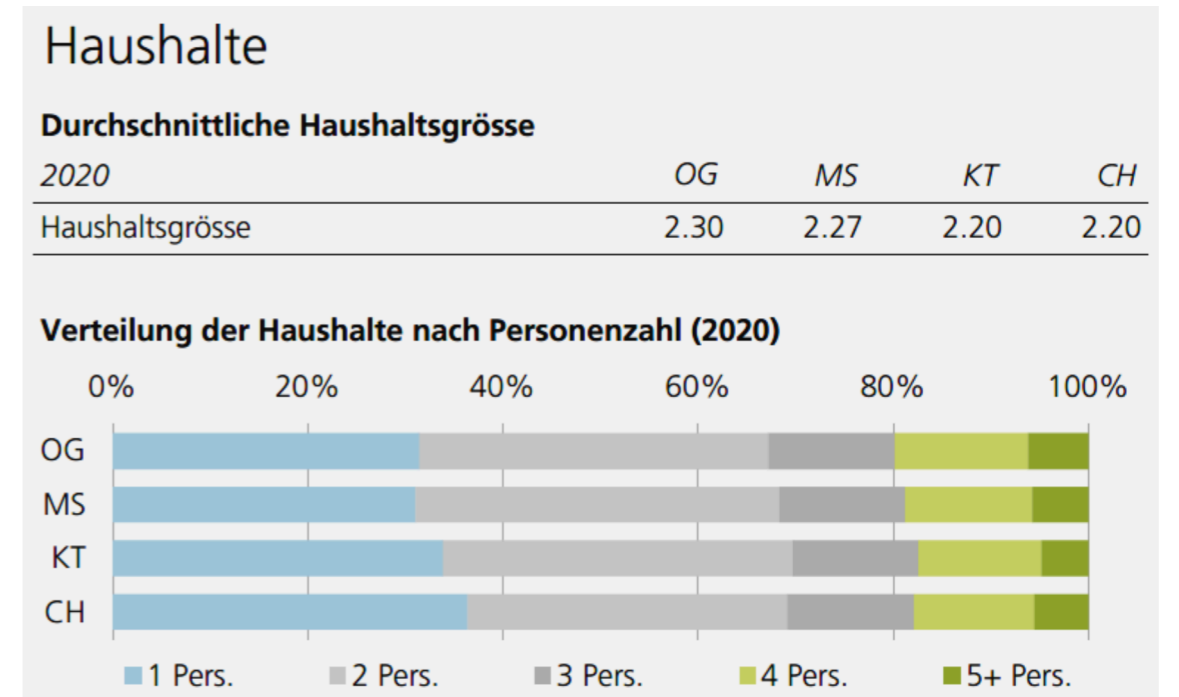 Haushalte
Durchschnittliche Haushaltsgrösse
2020 OG MS KT CH
Haushaltsgrösse 2.30 2.27 2.20 2.20
Verteilung der Haushalte nach Personenzahl (2020)
0% 20% 40% 60% 80% 100%
OG
MS
KT
CH
1 Pers. 2 Pers. 3 Pers. 4 Pers. 5+ Pers.